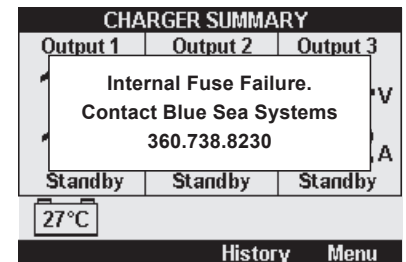 CHARGER SUMMARY
Output 1 Output 2 Output 3
Internal Fuse Failure.
Contact Blue Sea Systems
360.738.8230
V
A
Standby Standby Standby
27°C
History Menu